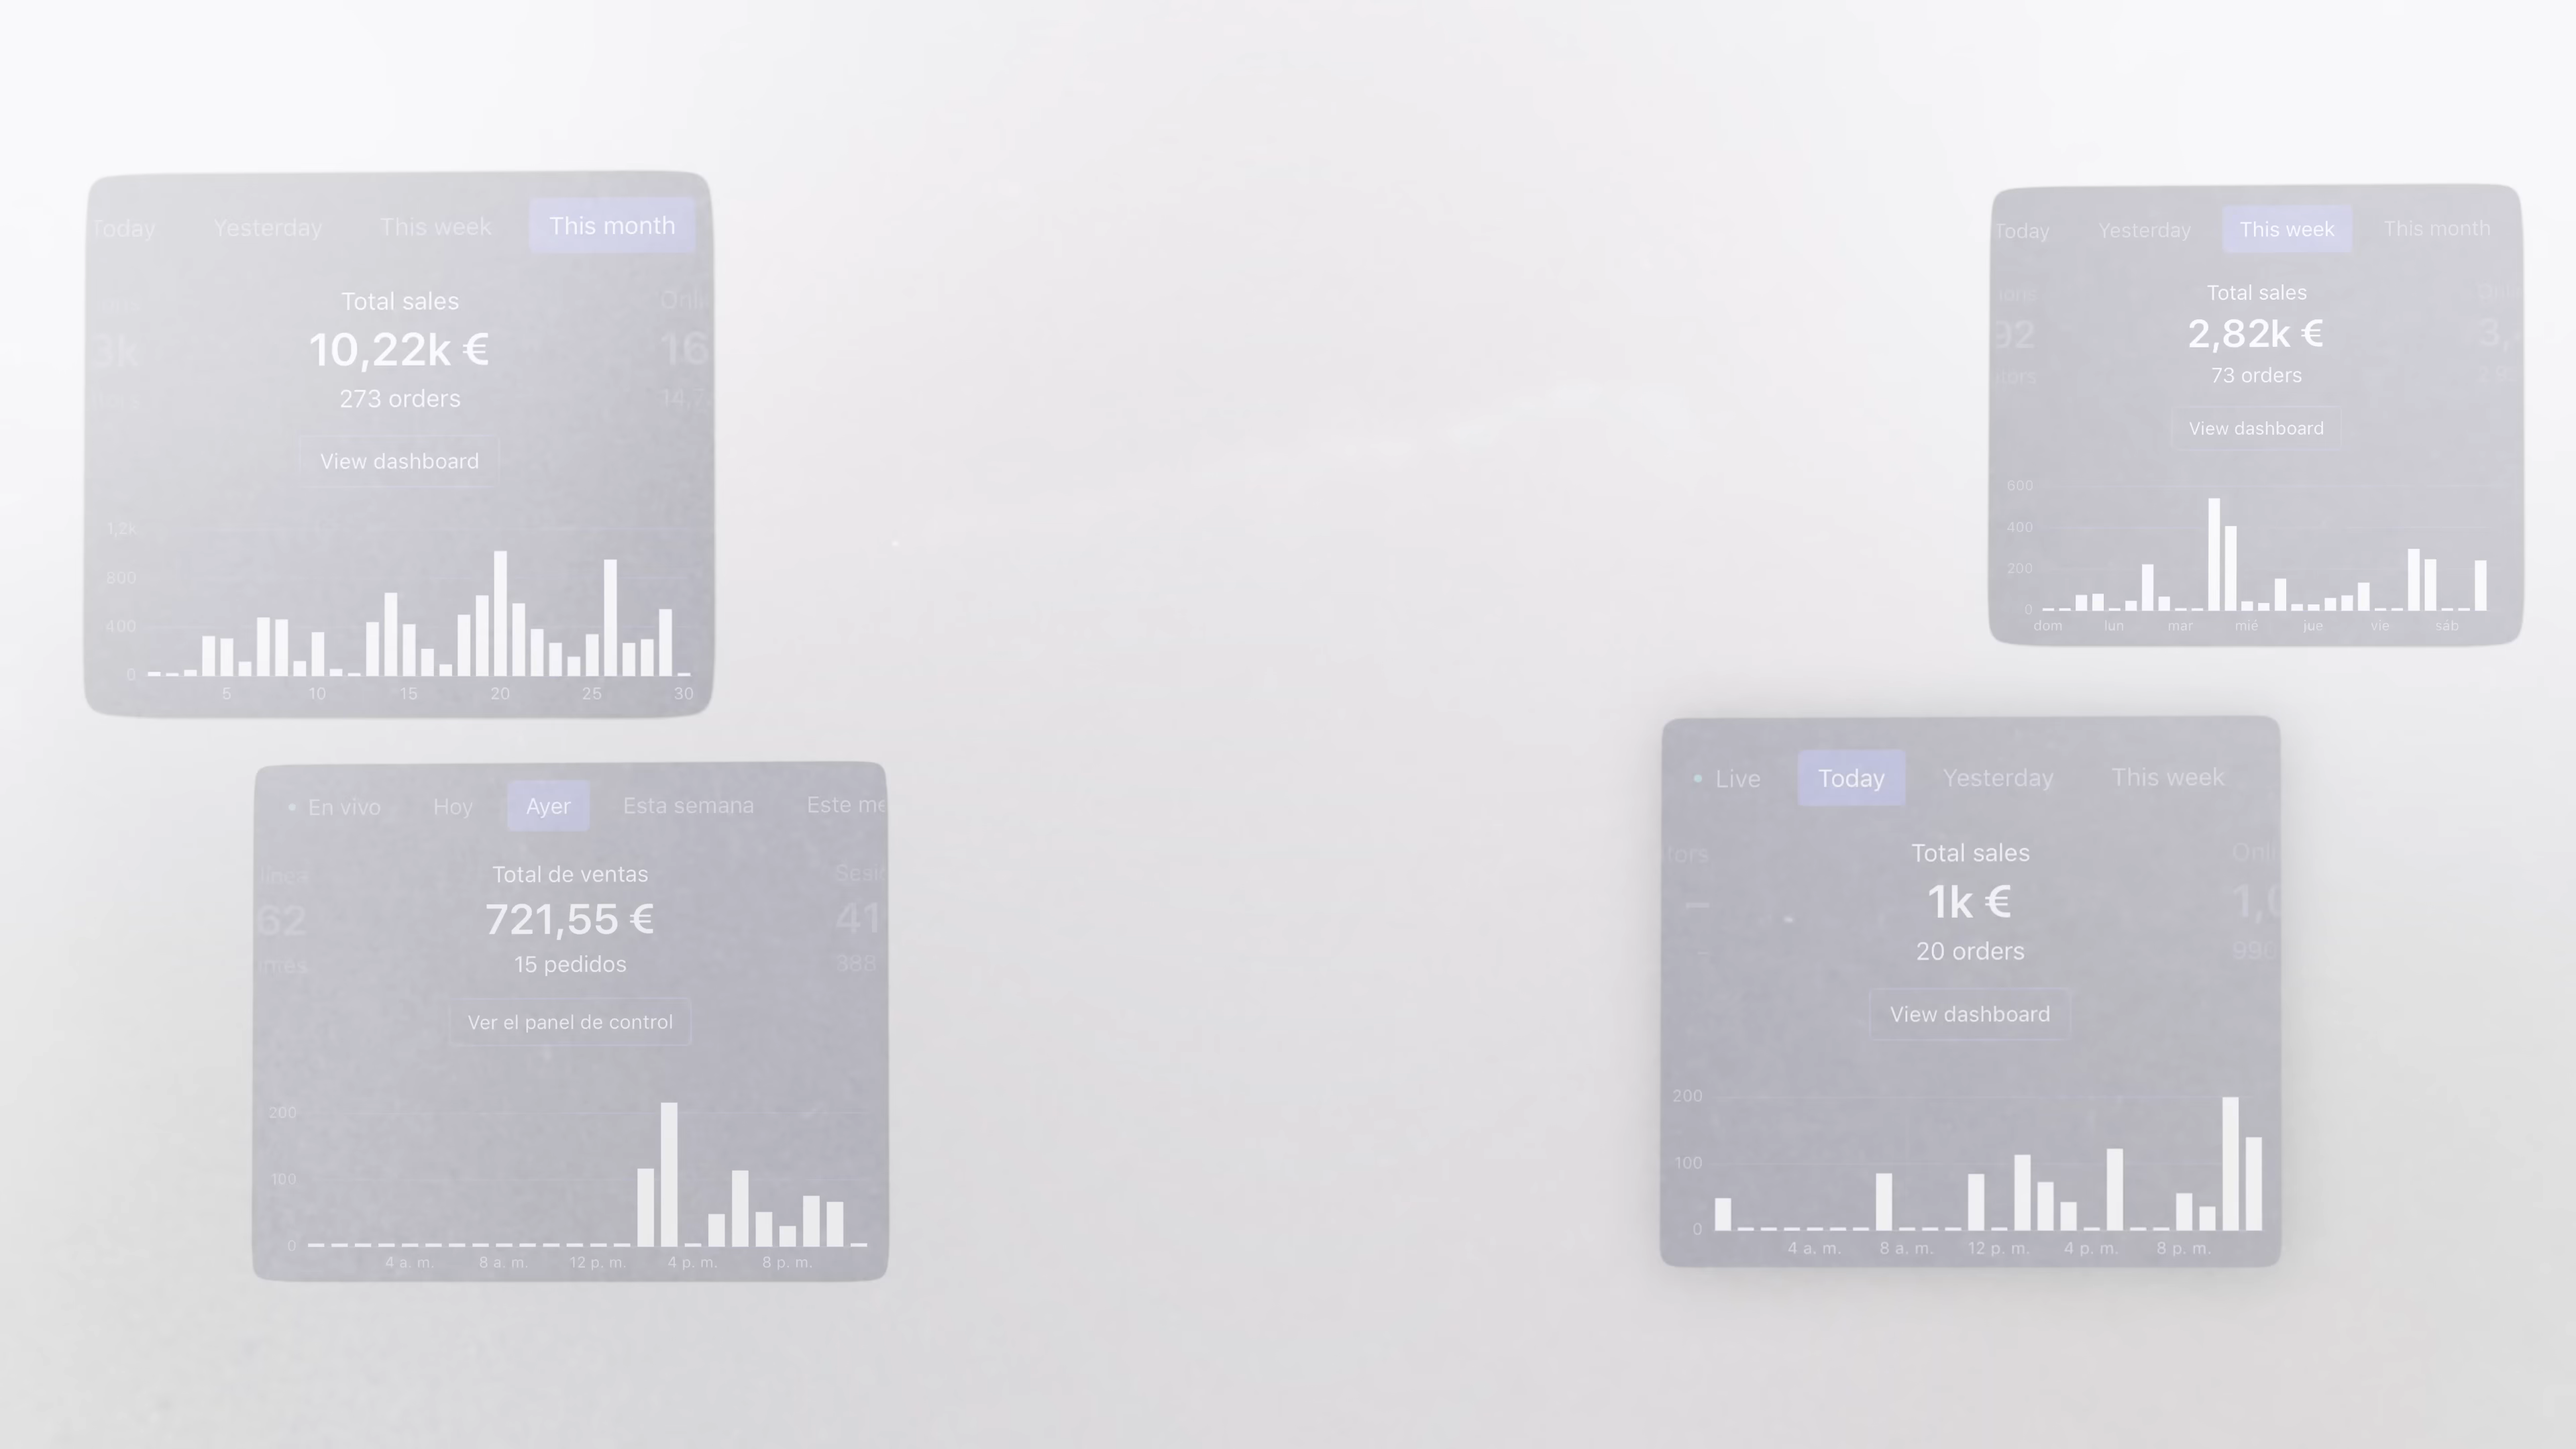 Today Yesterday This week This month
Total sales
10,22k €
273 orders
View dashboard
1,2k
800
400
0
5 10 15 20 25 30
Today Yesterday This week This month
92
Total sales
2,82k €
73 orders
View dashboard
600
400
200
0
dom lun mar mié jue vie sáb
• En vivo Hoy Ayer Esta semana Este me
62
Total de ventas
721,55 €
15 pedidos
Ver el panel de control
200
100
0
4 a. m. 8 a. m. 12 p. m. 4 p. m. 8 p. m.
• Live Today Yesterday This week
Total sales
1k €
20 orders
View dashboard
200
100
0
4 a. m. 8 a. m. 12 p. m. 4 p. m. 8 p. m.